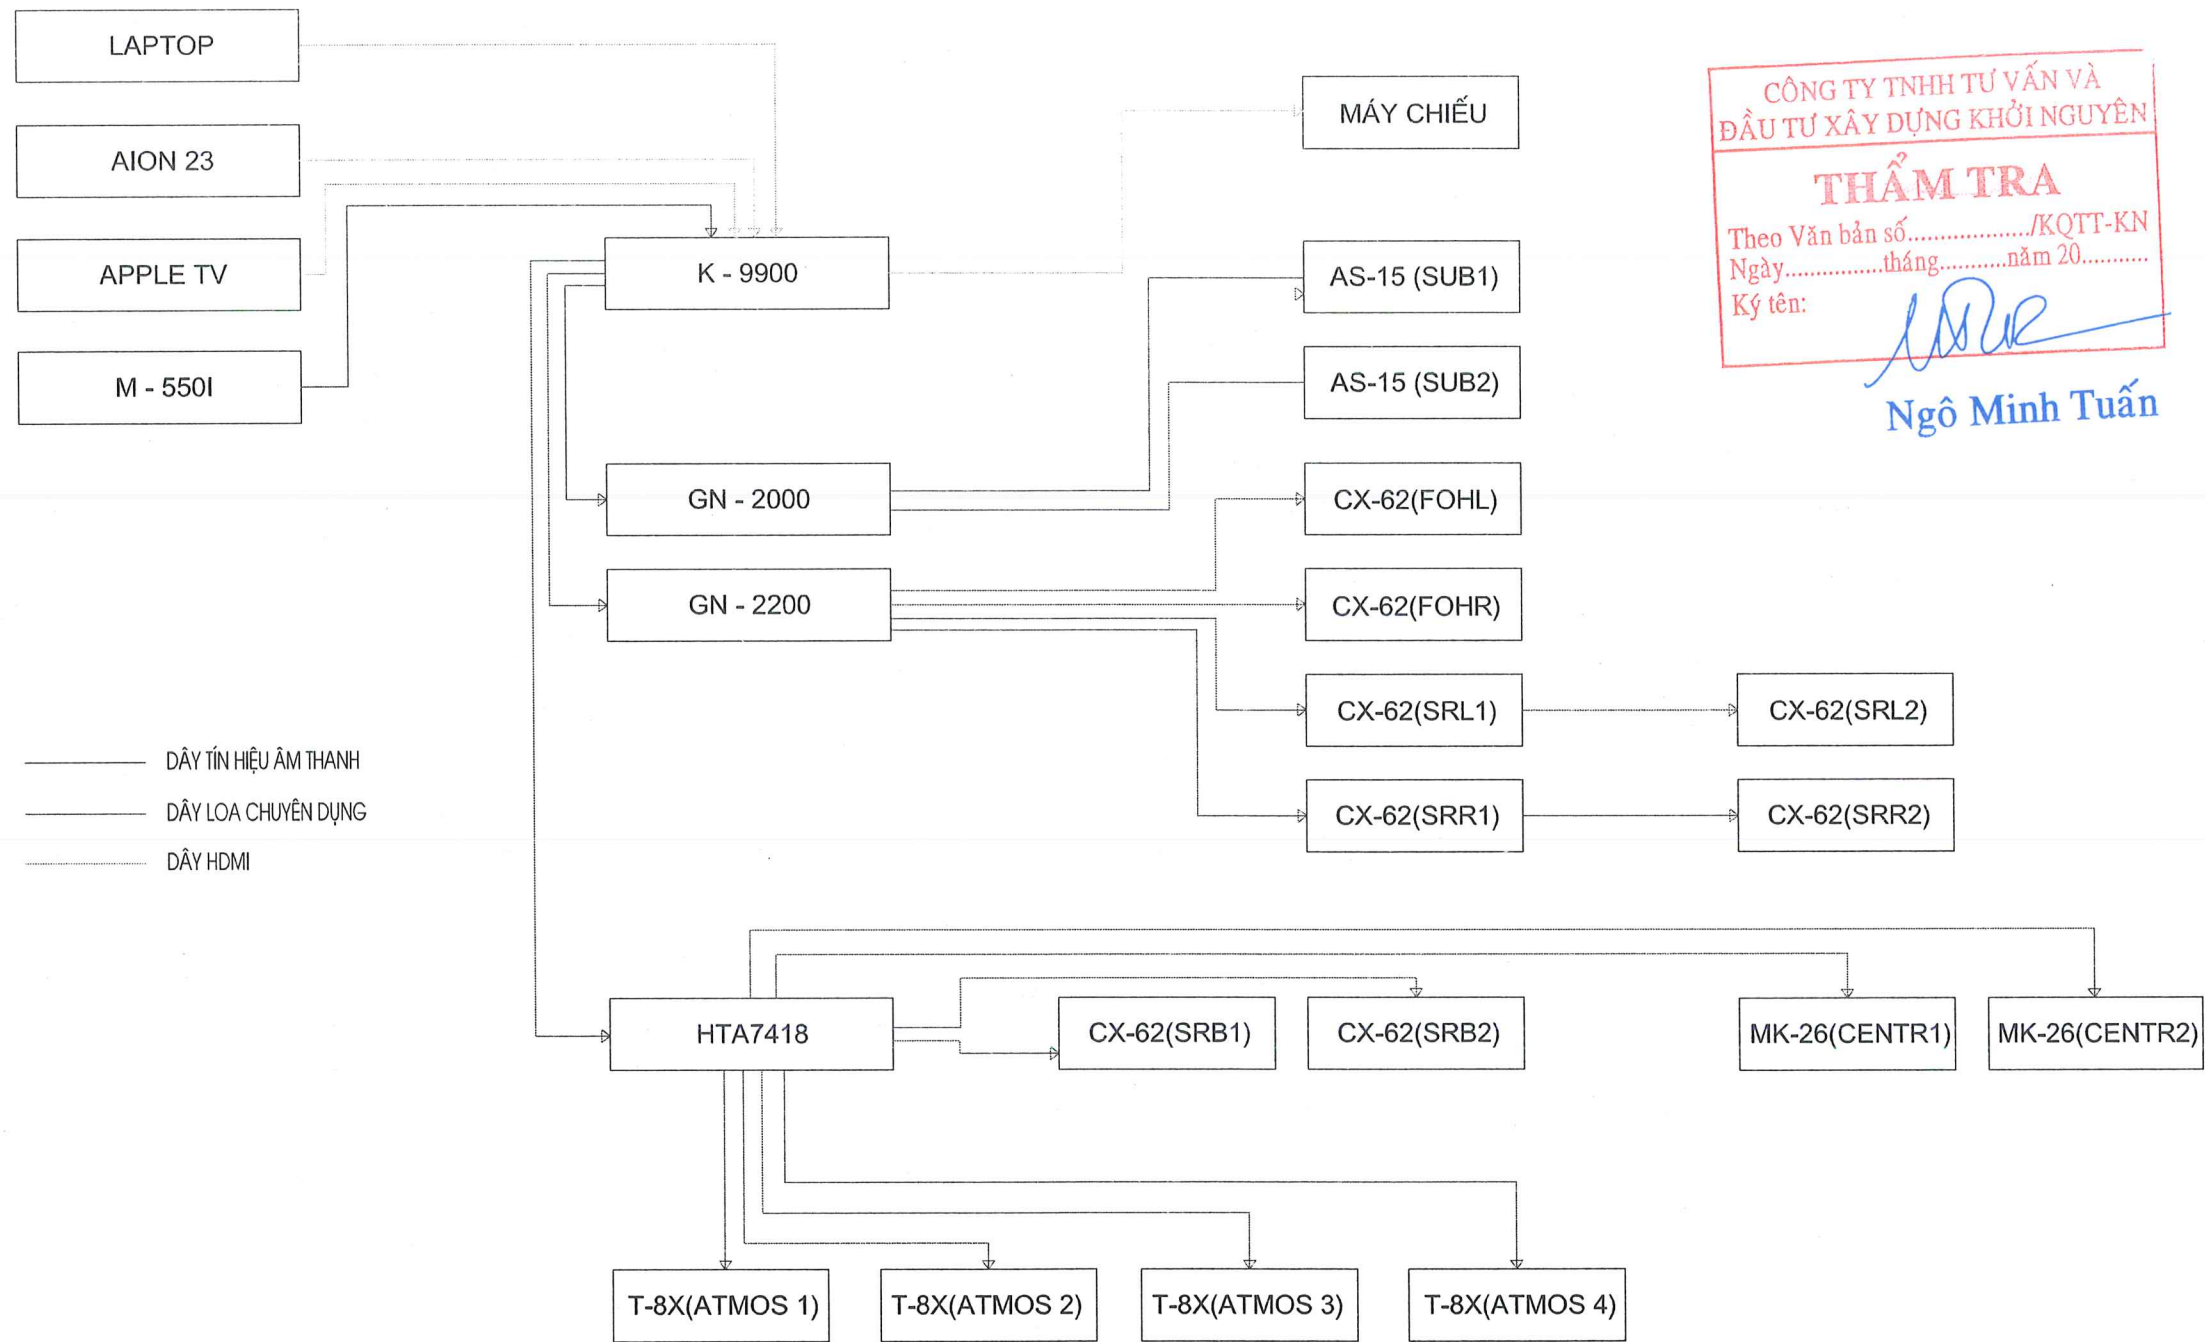 LAPTOP
AION 23
APPLE TV
M - 550I
K - 9900
MÁY CHIẾU
AS-15 (SUB1)
AS-15 (SUB2)
GN - 2000
CX-62(FOHL)
GN - 2200
CX-62(FOHR)
CX-62(SRL1)
CX-62(SRL2)
CX-62(SRR1)
CX-62(SRR2)
DÂY TÍN HIỆU ÂM THANH
DÂY LOA CHUYÊN DỤNG
DÂY HDMI
HTA7418
CX-62(SRB1)
CX-62(SRB2)
MK-26(CENTR1)
MK-26(CENTR2)
T-8X(ATMOS 1)
T-8X(ATMOS 2)
T-8X(ATMOS 3)
T-8X(ATMOS 4)
CÔNG TY TNHH TƯ VẤN VÀ
ĐẦU TƯ XÂY DỰNG KHỞI NGUYÊN
THẨM TRA
Theo Văn bản số.................../KQTT-KN
Ngày...............tháng..........năm 20..........
Ký tên:
Ngô Minh Tuấn